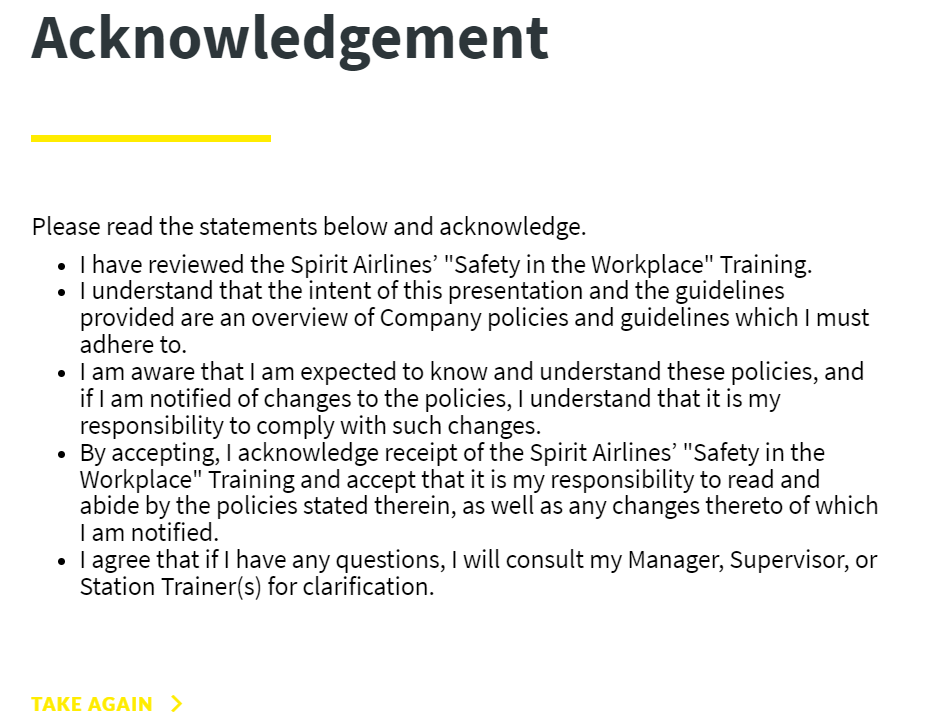 Acknowledgement
Please read the statements below and acknowledge.
• I have reviewed the Spirit Airlines’ "Safety in the Workplace" Training.
• I understand that the intent of this presentation and the guidelines
provided are an overview of Company policies and guidelines which I must
adhere to.
• I am aware that I am expected to know and understand these policies, and
if I am notified of changes to the policies, I understand that it is my
responsibility to comply with such changes.
• By accepting, I acknowledge receipt of the Spirit Airlines’ "Safety in the
Workplace" Training and accept that it is my responsibility to read and
abide by the policies stated therein, as well as any changes thereto of which
I am notified.
• I agree that if I have any questions, I will consult my Manager, Supervisor, or
Station Trainer(s) for clarification.
TAKE AGAIN